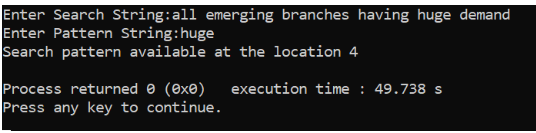 Enter Search String:all emerging branches having huge demand
Enter Pattern String:huge
Search pattern available at the location 4
Process returned 0 (0x0)   execution time : 49.738 s
Press any key to continue.